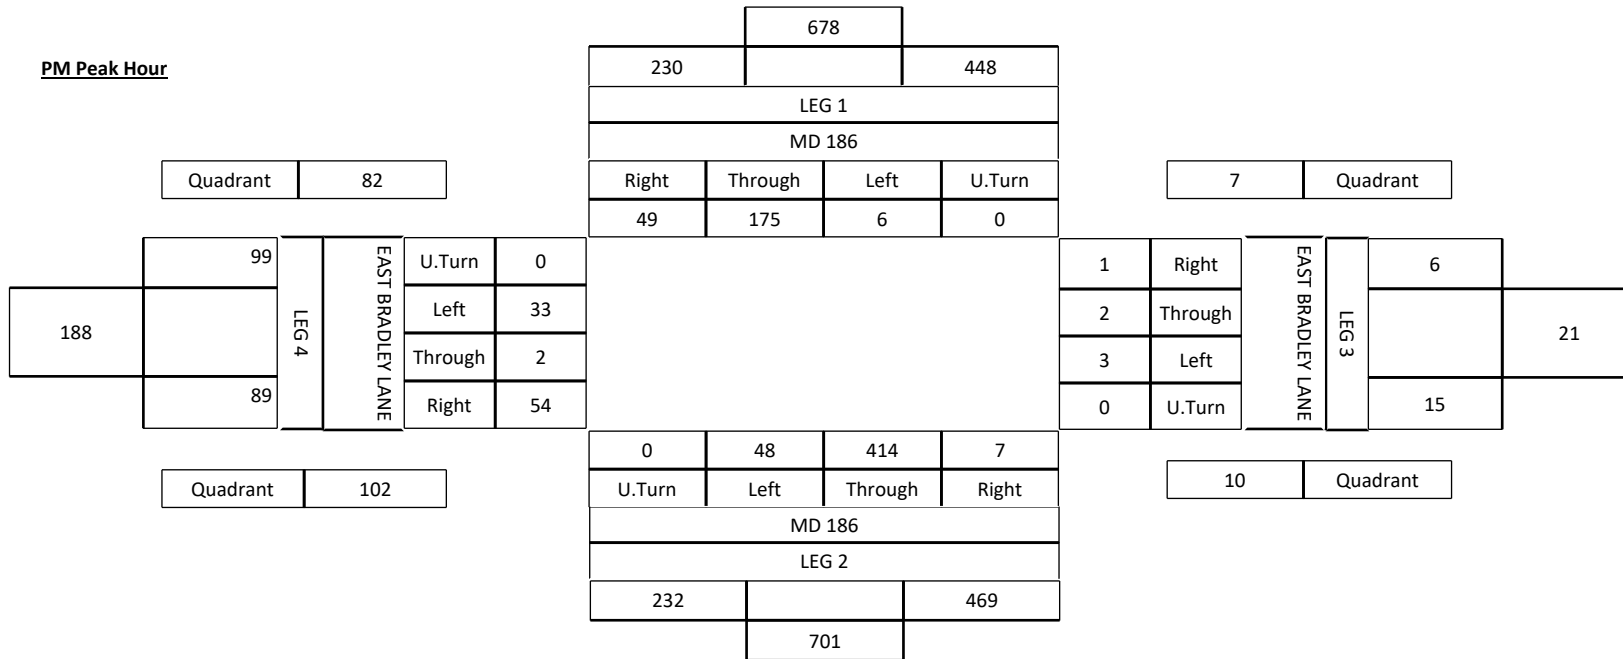 678
PM Peak Hour
230 448
LEG 1
MD 186
Quadrant 82
Right Through Left U.Turn
7 Quadrant
49 175 6 0
99
188
89
LEG 4
EAST BRADLEY LANE
U.Turn 0
Left 33
Through 2
Right 54
1 Right
2 Through
3 Left
0 U.Turn
EAST BRADLEY LANE
LEG 3
6
21
15
0 48 414 7
U.Turn Left Through Right
Quadrant 102
10 Quadrant
MD 186
LEG 2
232 469
701